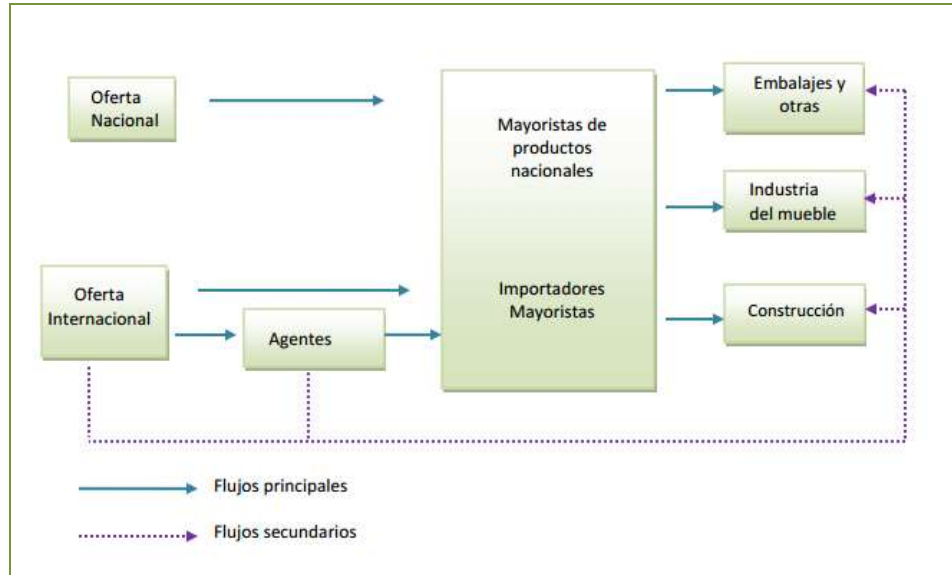 Oferta
Nacional
Mayoristas de
productos
nacionales
Embalajes y
otras
Industria
del mueble
Oferta
Internacional
Agentes
Importadores
Mayoristas
Construcción
Flujos principales
Flujos secundarios